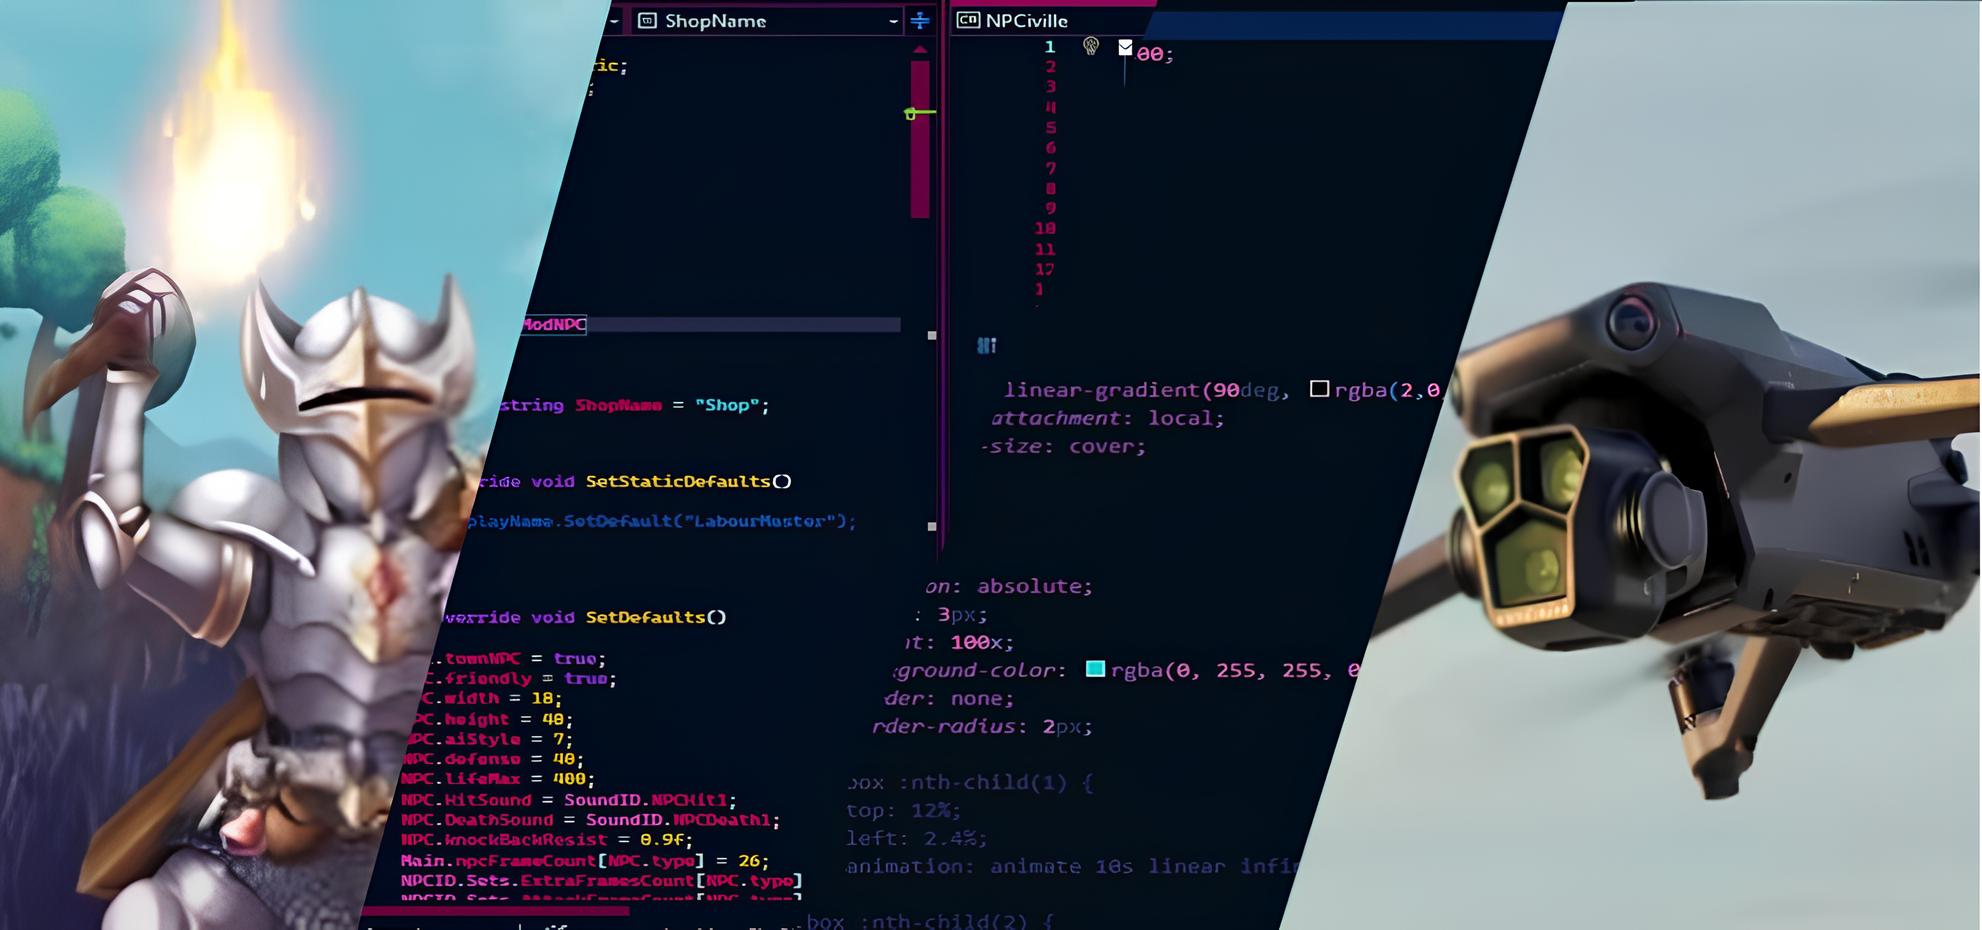 ShopName
NPCiville
ric;
;
1
00;
2
3
4
5
6
7
8
9
10
11
17
1
ModNPC
linear-gradient(90deg, rgba(2,0
attachment: local;
-size: cover;
string ShopName = "Shop";
ride void SetStaticDefaults()
playName.SetDefault("LabourMaster");
on: absolute;
: 3px;
ht: 100x;
kground-color: rgba(0, 255, 255, 0
der: none;
rder-radius: 2px;
verride void SetDefaults()
C.townNPC = true;
C.friendly = true;
PC.width = 18;
PC.height = 40;
PC.aiStyle = 7;
NPC.defense = 40;
NPC.lifeMax = 400;
NPC.HitSound = SoundID.NPCHit1;
NPC.DeathSound = SoundID.NPCDeath1;
NPC.knockBackResist = 0.9f;
Main.npcFrameCount[NPC.type] = 26;
NPCID.Sets.ExtraFramesCount[NPC.type]
box :nth-child(1) {
top: 12%;
left: 2.4%;
animation: animate 10s linear infin
box :nth-child(2) {